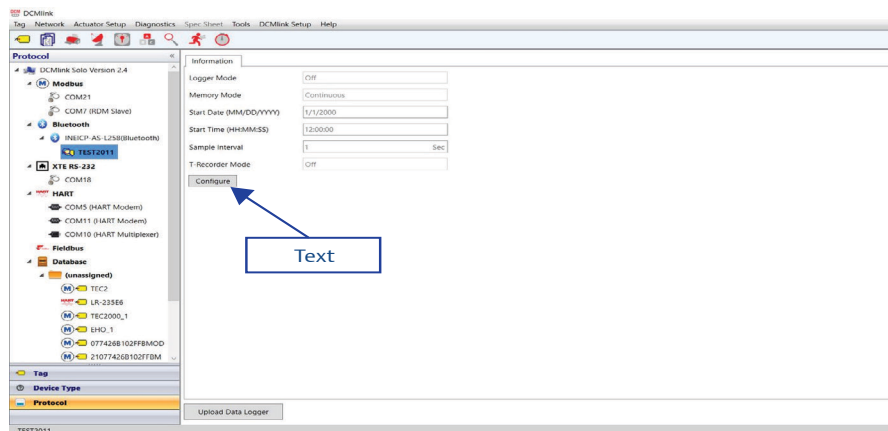 DCMlink
Tag Network Actuator Setup Diagnostics Spec Sheet Tools DCMlink Setup Help
Protocol
DCMlink Solo Version 2.4
Modbus
COM21
COM7 (RDM Slave)
Bluetooth
INEICP-AS-L258(Bluetooth)
TEST2011
XTE RS-232
COM18
HART
COM5 (HART Modem)
COM11 (HART Modem)
COM10 (HART Multiplexer)
Fieldbus
Database
(unassigned)
TEC2
LR-235E6
TEC2000_1
EHO_1
077426B102FFBMOD
21077426B102FFBM
Tag
Device Type
Protocol
TEST2011
Information
Logger Mode Off
Memory Mode Continuous
Start Date (MM/DD/YYYY) 1/1/2000
Start Time (HH:MM:SS) 12:00:00
Sample Interval 1 Sec
T-Recorder Mode Off
Configure
Text
Upload Data Logger